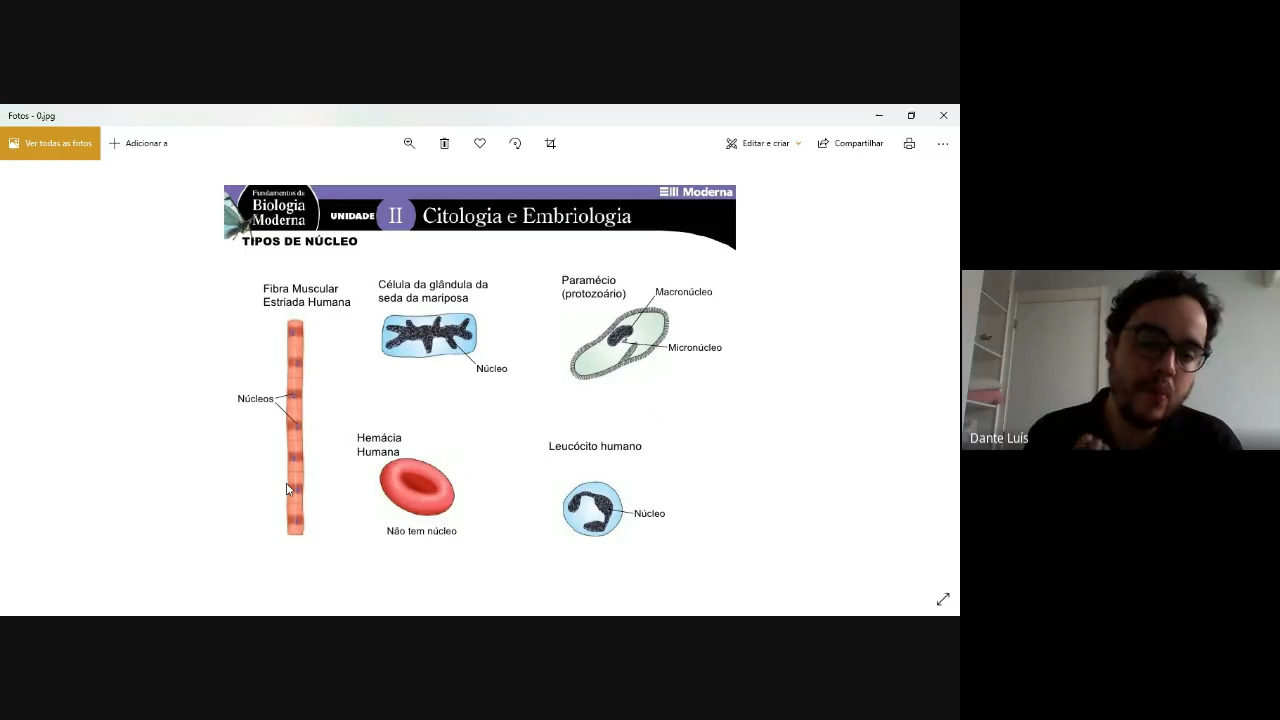 Fotos - 0.jpg
Ver todas as fotos
Adicionar a
Editar e criar
Compartilhar
Fundamentos da
Biologia
Moderna
Moderna
UNIDADE II Citologia e Embriologia
TIPOS DE NÚCLEO
Fibra Muscular
Estriada Humana
Núcleos
Célula da glândula da
seda da mariposa
Núcleo
Paramécio
(protozoário)
Macronúcleo
Micronúcleo
Hemácia
Humana
Não tem núcleo
Leucócito humano
Núcleo
Dante Luís